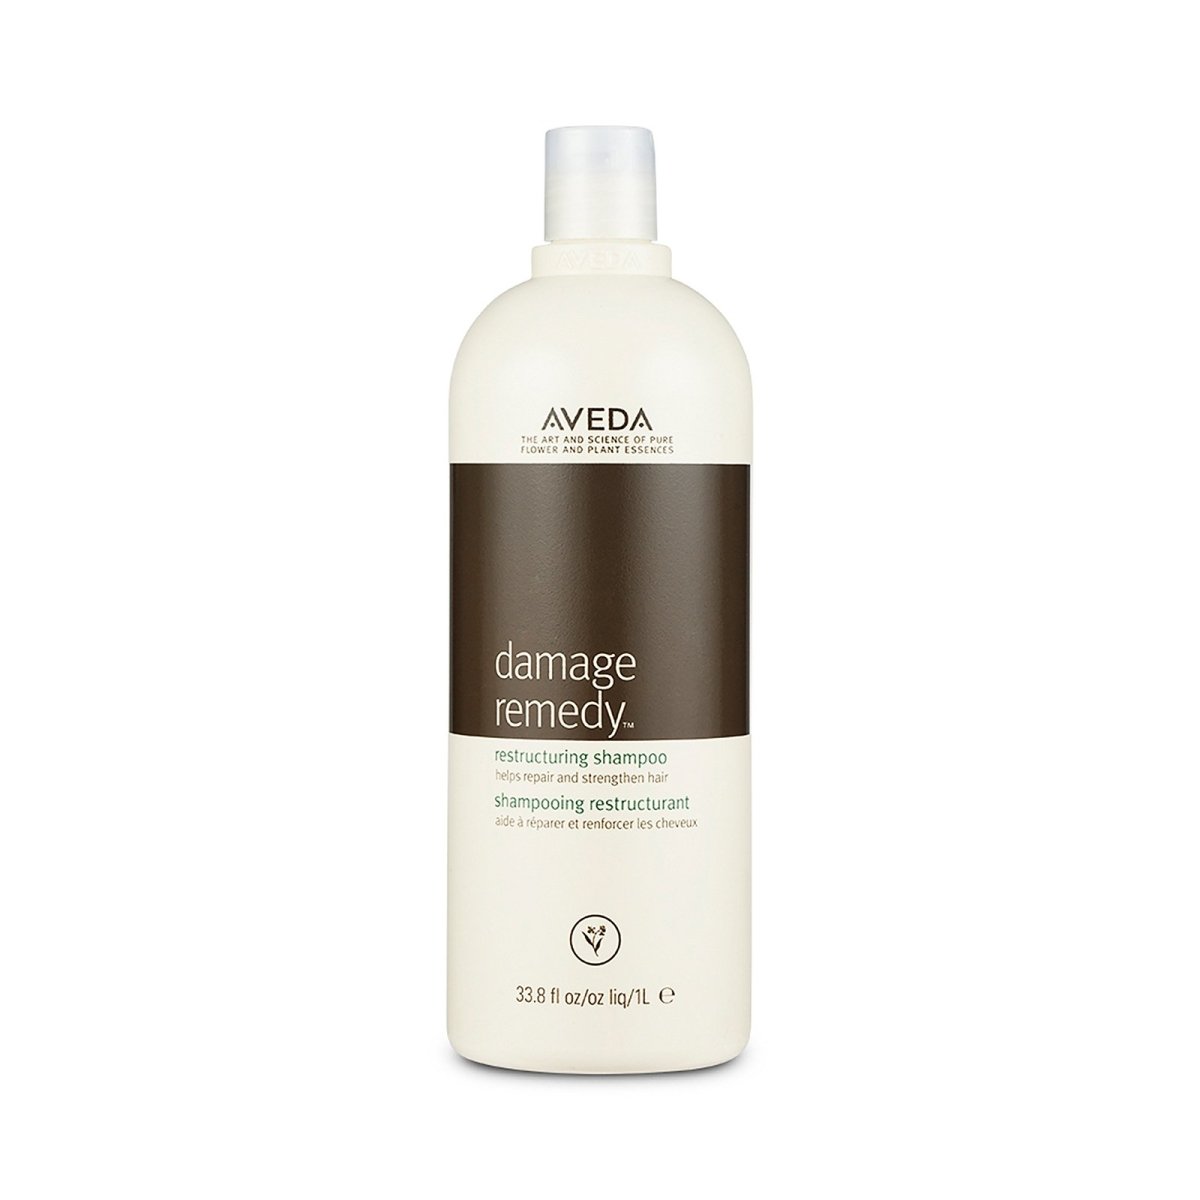 AVEDA
AVEDA
THE ART AND SCIENCE OF PURE
FLOWER AND PLANT ESSENCES
damage
remedy™
restructuring shampoo
helps repair and strengthen hair
shampooing restructurant
aide à réparer et renforcer les cheveux
33.8 fl oz/oz liq/1L ℮